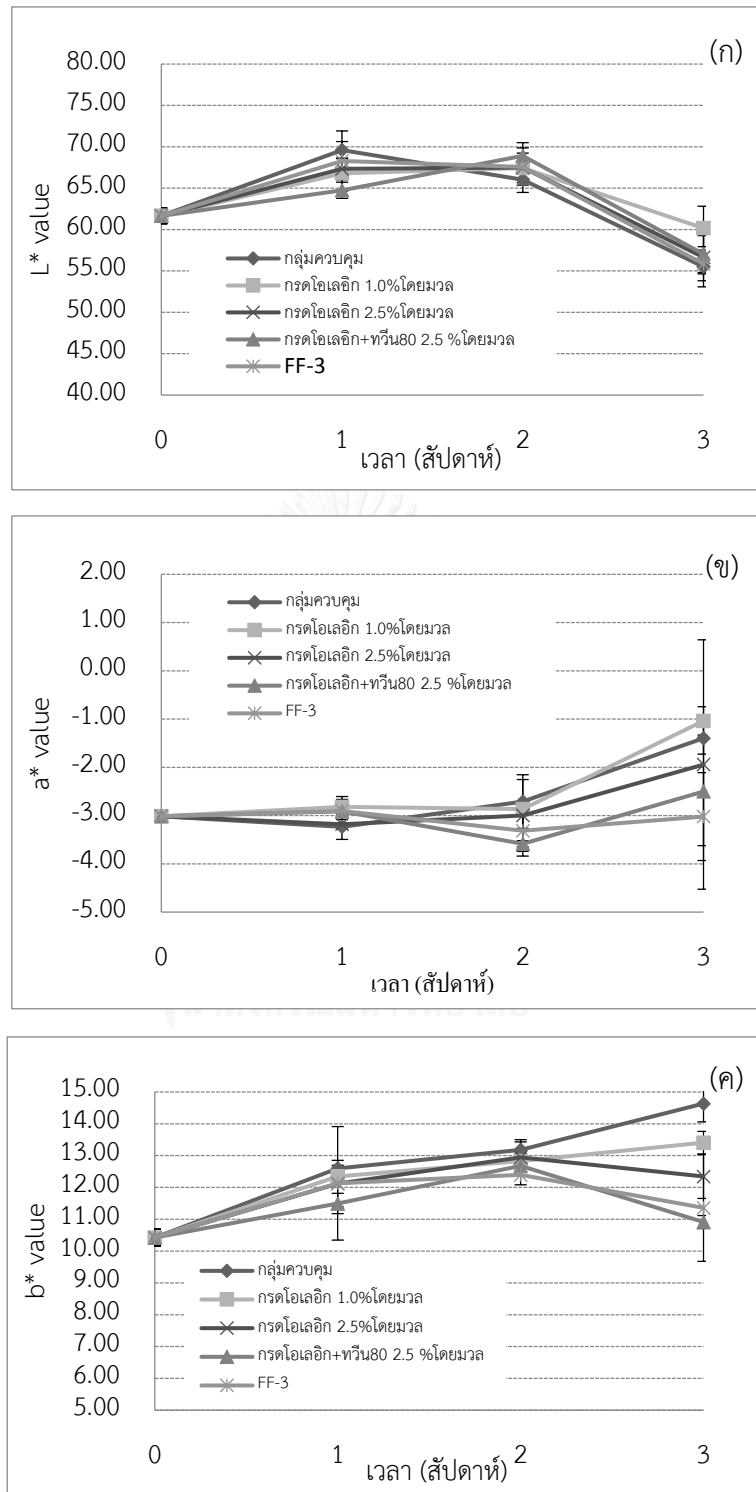 (ก)
80.00
75.00
70.00
65.00
60.00
55.00
50.00
45.00
40.00
L* value
กลุ่มควบคุม
กรดโอเลอิก 1.0%โดยมวล
กรดโอเลอิก 2.5%โดยมวล
กรดโอเลอิก+ทวีน80 2.5 %โดยมวล
FF-3
0 1 2 3
เวลา (สัปดาห์)
(ข)
2.00
1.00
0.00
-1.00
-2.00
-3.00
-4.00
-5.00
a* value
กลุ่มควบคุม
กรดโอเลอิก 1.0%โดยมวล
กรดโอเลอิก 2.5%โดยมวล
กรดโอเลอิก+ทวีน80 2.5 %โดยมวล
FF-3
0 1 2 3
เวลา (สัปดาห์)
(ค)
15.00
14.00
13.00
12.00
11.00
10.00
9.00
8.00
7.00
6.00
5.00
b* value
กลุ่มควบคุม
กรดโอเลอิก 1.0%โดยมวล
กรดโอเลอิก 2.5%โดยมวล
กรดโอเลอิก+ทวีน80 2.5 %โดยมวล
FF-3
0 1 2 3
เวลา (สัปดาห์)